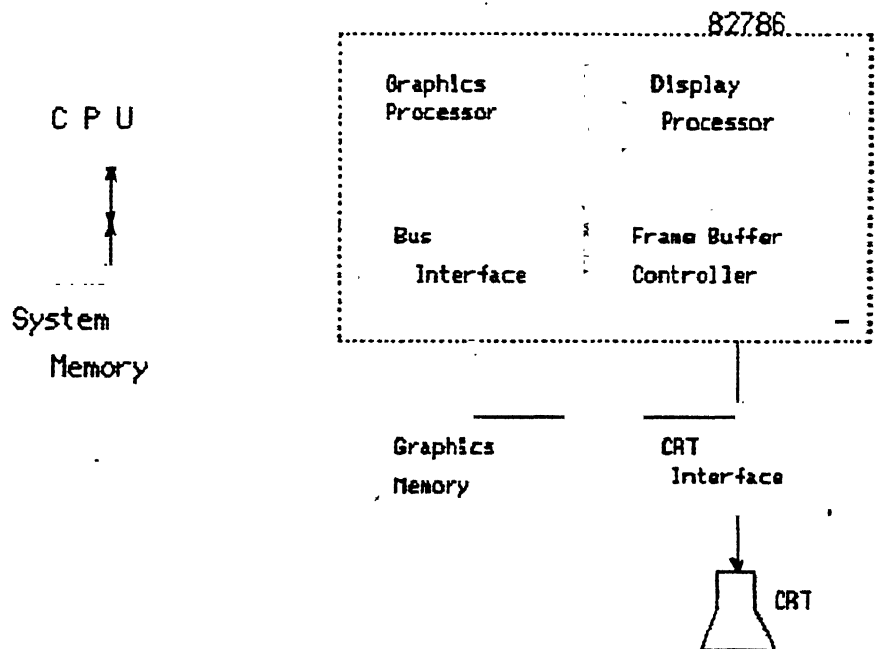 82786
Graphics
Processor
Display
Processor
C P U
Bus
Interface
Frame Buffer
Controller
System
Memory
Graphics
Memory
CRT
Interface
CRT